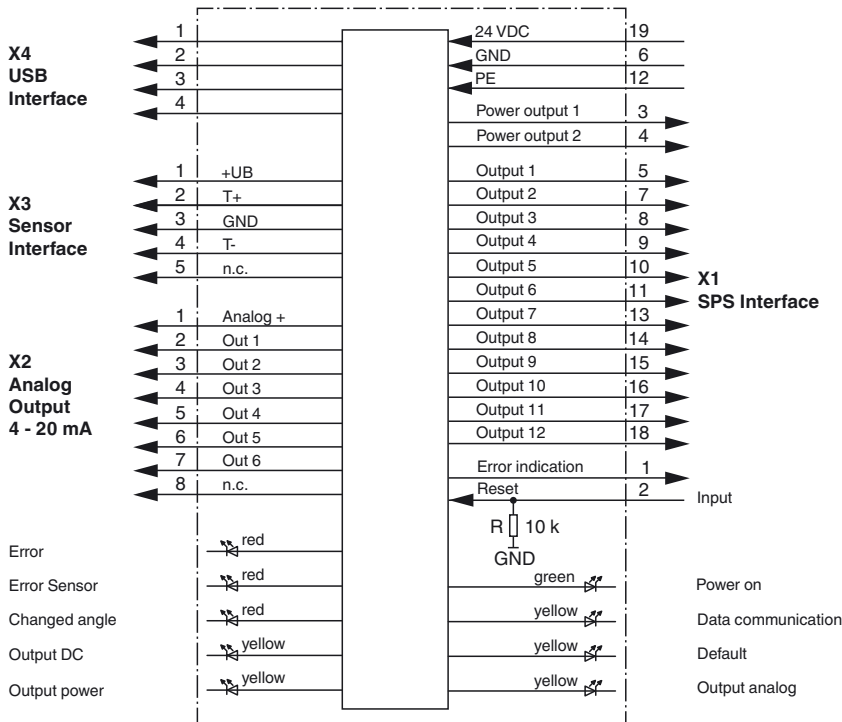 X4
USB
Interface
1
2
3
4
X3
Sensor
Interface
1 +UB
2 T+
3 GND
4 T-
5 n.c.
X2
Analog
Output
4 - 20 mA
1 Analog +
2 Out 1
3 Out 2
4 Out 3
5 Out 4
6 Out 5
7 Out 6
8 n.c.
Error red
Error Sensor red
Changed angle red
Output DC yellow
Output power yellow
24 VDC 19
GND 6
PE 12
Power output 1 3
Power output 2 4
Output 1 5
Output 2 7
Output 3 8
Output 4 9
Output 5 10
Output 6 11
Output 7 13
Output 8 14
Output 9 15
Output 10 16
Output 11 17
Output 12 18
X1
SPS Interface
Error indication 1
Reset 2 Input
R 10 k
GND
green Power on
yellow Data communication
yellow Default
yellow Output analog